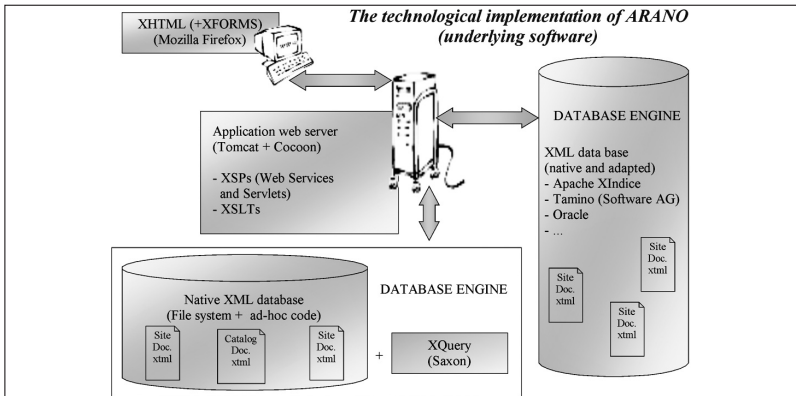 The technological implementation of ARANO
(underlying software)
XHTML (+XFORMS)
(Mozilla Firefox)
Application web server
(Tomcat + Cocoon)
- XSPs (Web Services
and Servlets)
- XSLTs
DATABASE ENGINE
XML data base
(native and adapted)
- Apache XIndice
- Tamino (Software AG)
- Oracle
- ...
Site
Doc.
xtml
Site
Doc.
xtml
Site
Doc.
xtml
Native XML database
(File system + ad-hoc code)
Site
Doc.
xtml
Catalog
Doc.
xtml
Site
Doc.
xtml
DATABASE ENGINE
+
XQuery
(Saxon)